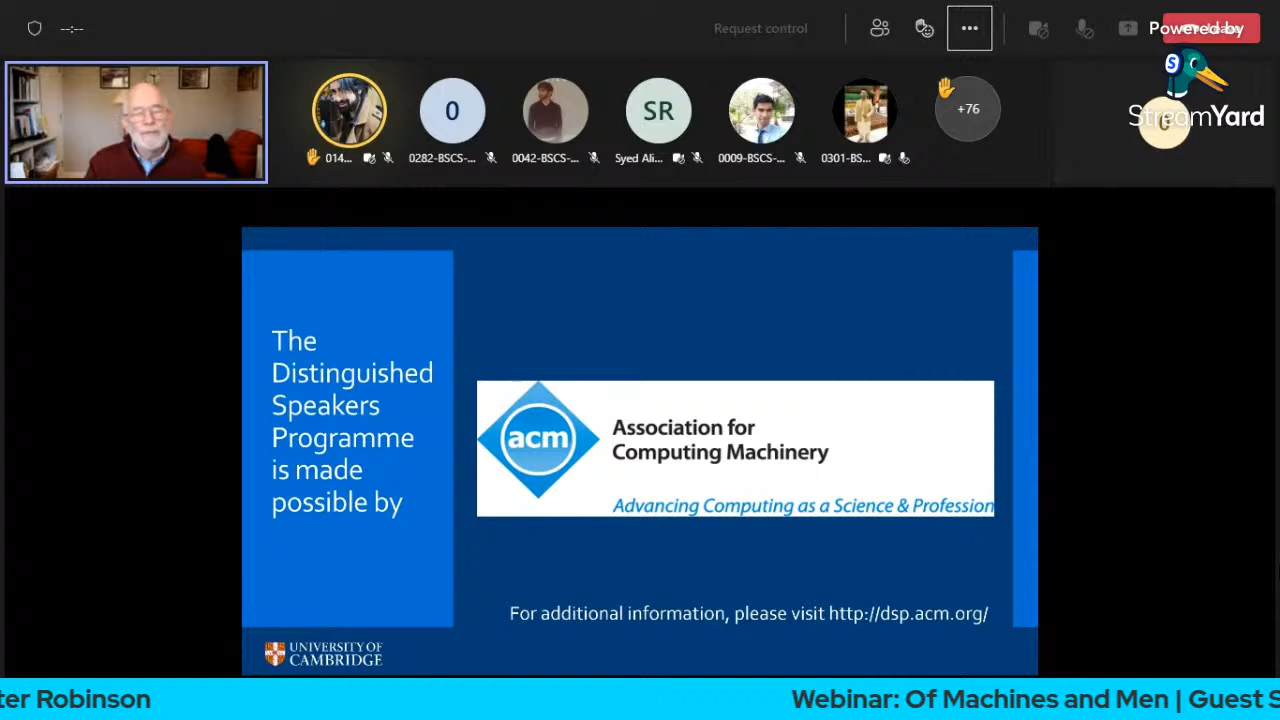 --:--
Request control
Powered by
StreamYard
014...
0
0282-BSCS-...
0042-BSCS-...
SR
Syed Ali...
0009-BSCS-...
0301-BS...
+76
The
Distinguished
Speakers
Programme
is made
possible by
acm
Association for
Computing Machinery
Advancing Computing as a Science & Profession
For additional information, please visit http://dsp.acm.org/
UNIVERSITY OF
CAMBRIDGE
ter Robinson
Webinar: Of Machines and Men | Guest S